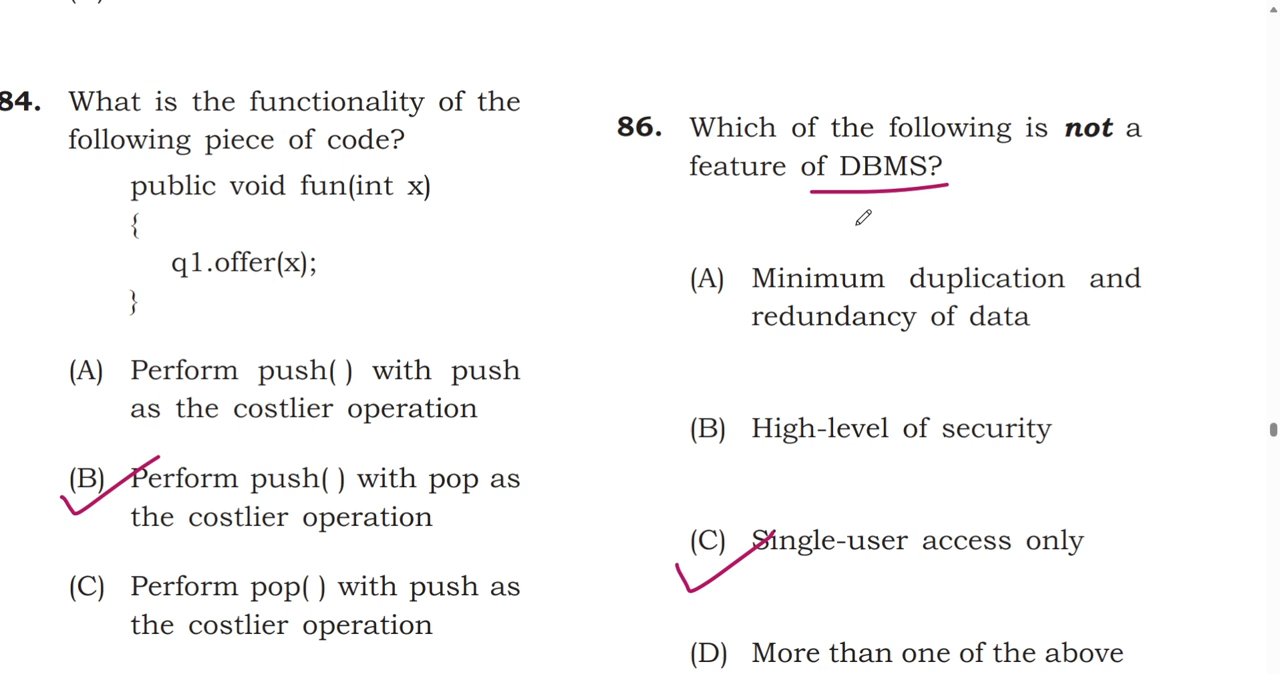 84. What is the functionality of the
following piece of code?
public void fun(int x)
{
q1.offer(x);
}
(A) Perform push( ) with push
as the costlier operation
(B) Perform push( ) with pop as
the costlier operation
(C) Perform pop( ) with push as
the costlier operation
86. Which of the following is not a
feature of DBMS?
(A) Minimum duplication and
redundancy of data
(B) High-level of security
(C) Single-user access only
(D) More than one of the above